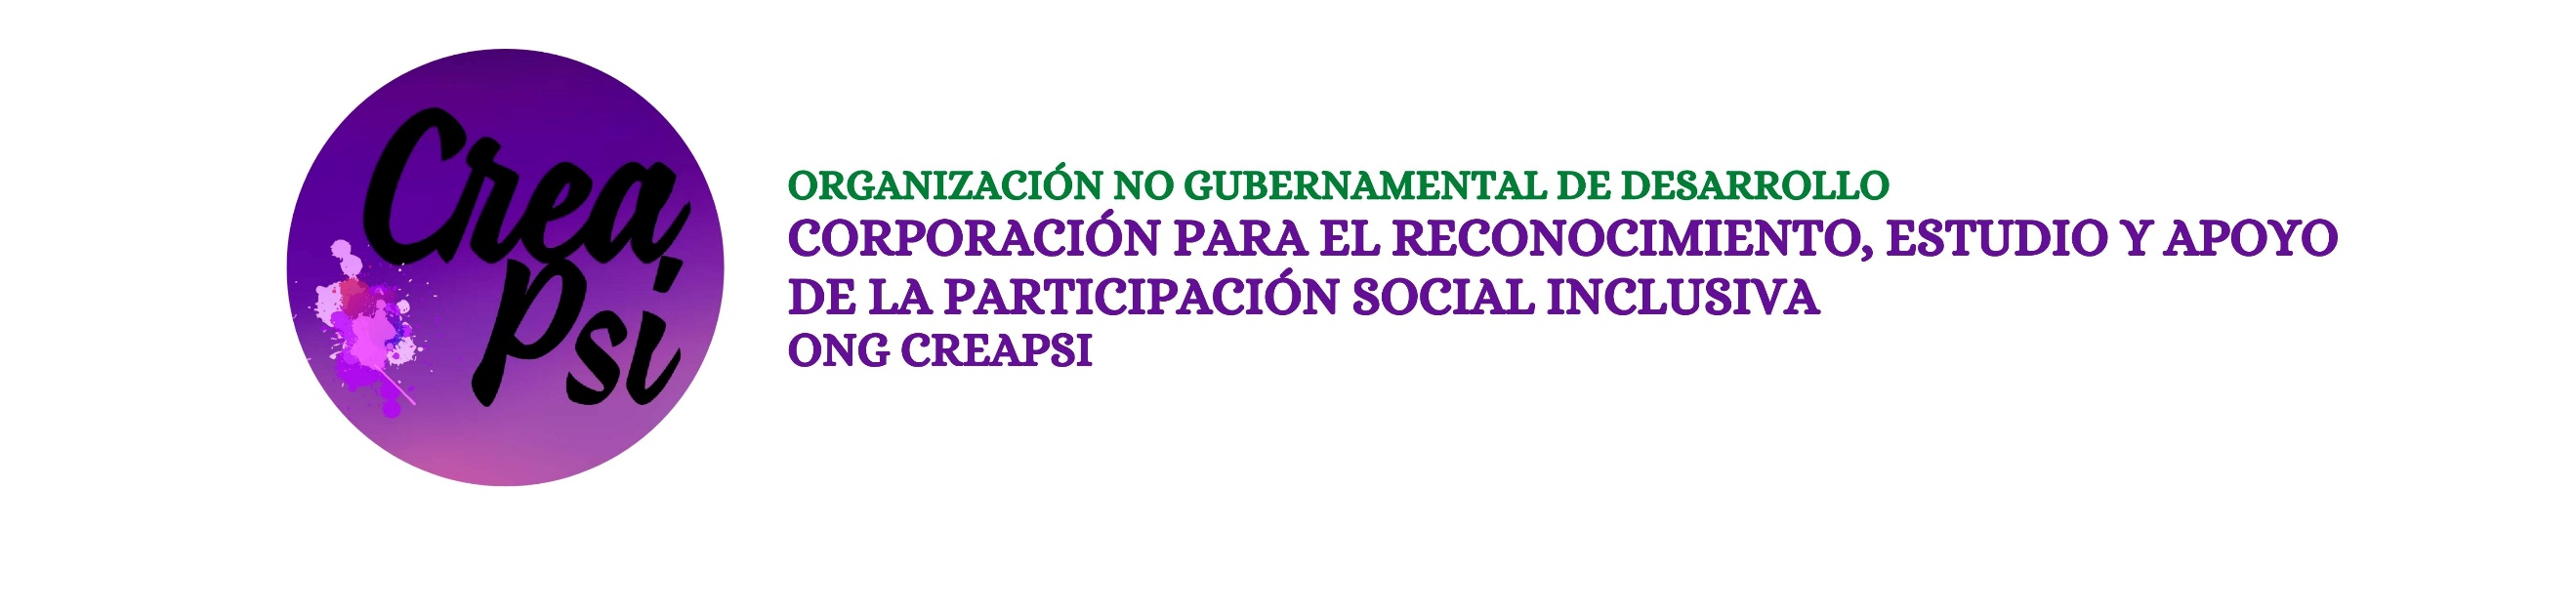 Crea
Psi
ORGANIZACIÓN NO GUBERNAMENTAL DE DESARROLLO
CORPORACIÓN PARA EL RECONOCIMIENTO, ESTUDIO Y APOYO
DE LA PARTICIPACIÓN SOCIAL INCLUSIVA
ONG CREAPSI